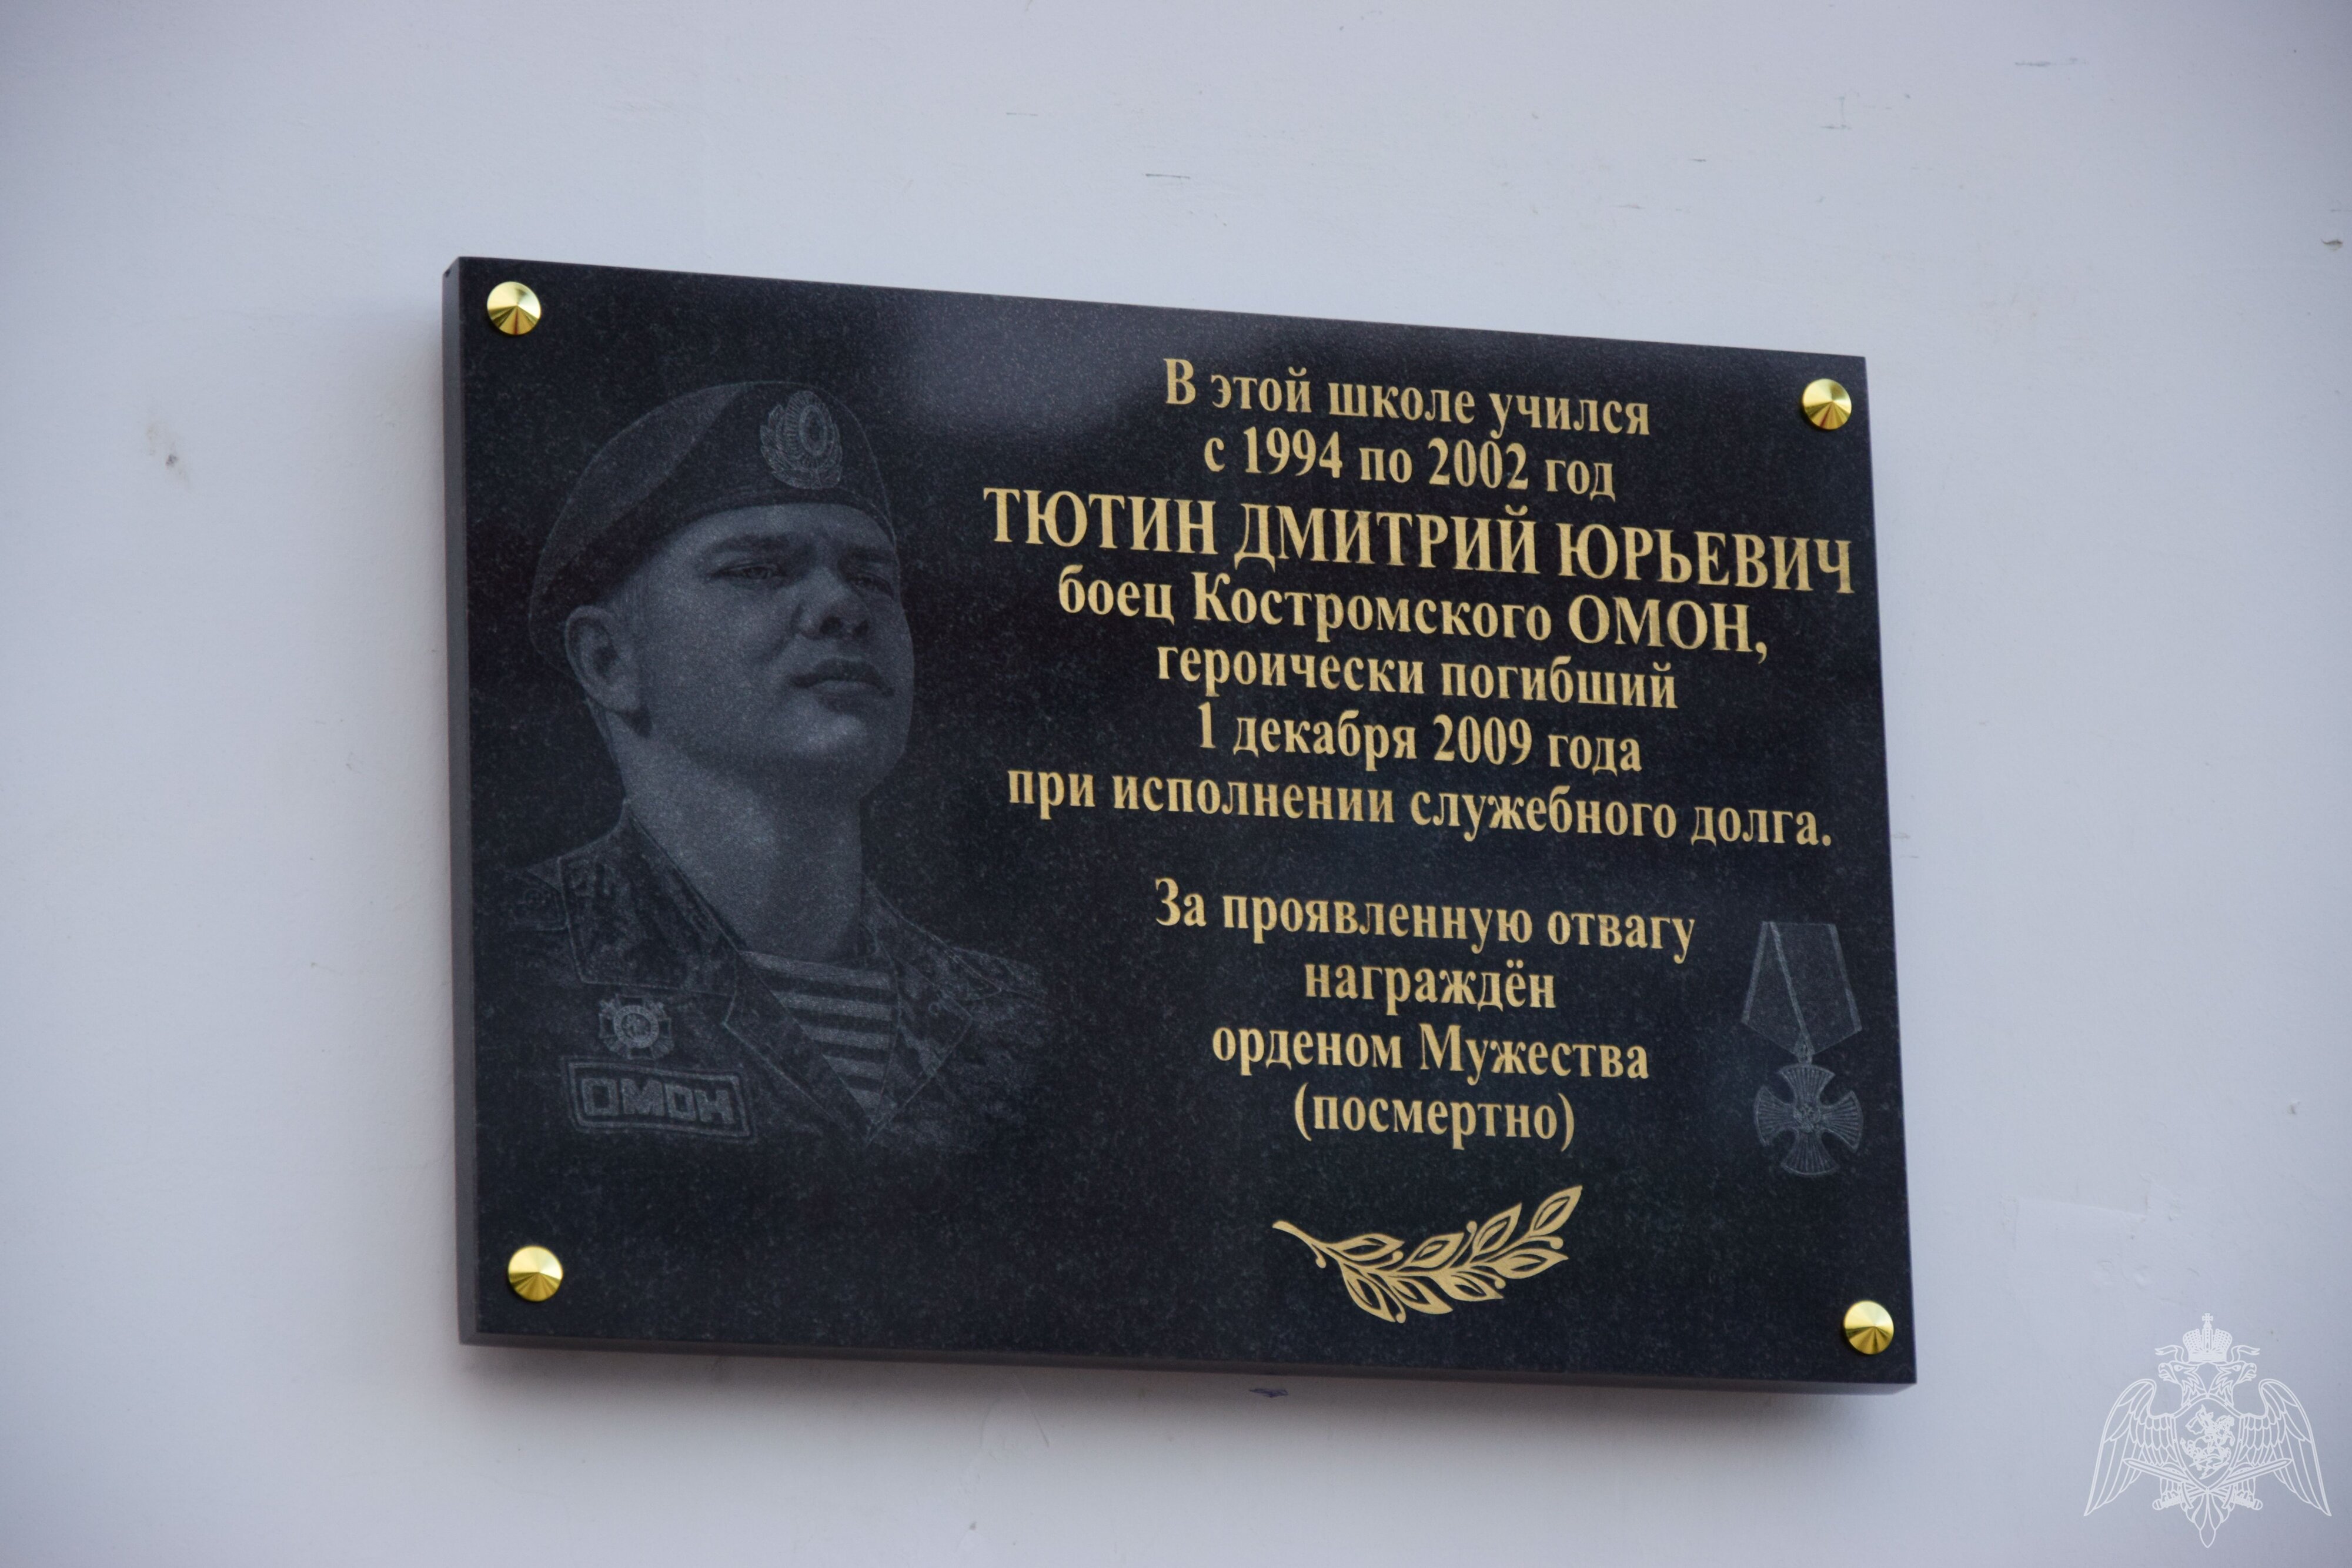 В этой школе учился
с 1994 по 2002 год
ТЮТИН ДМИТРИЙ ЮРЬЕВИЧ
боец Костромского ОМОН,
героически погибший
1 декабря 2009 года
при исполнении служебного долга.
За проявленную отвагу
награждён
орденом Мужества
(посмертно)
ОМОН